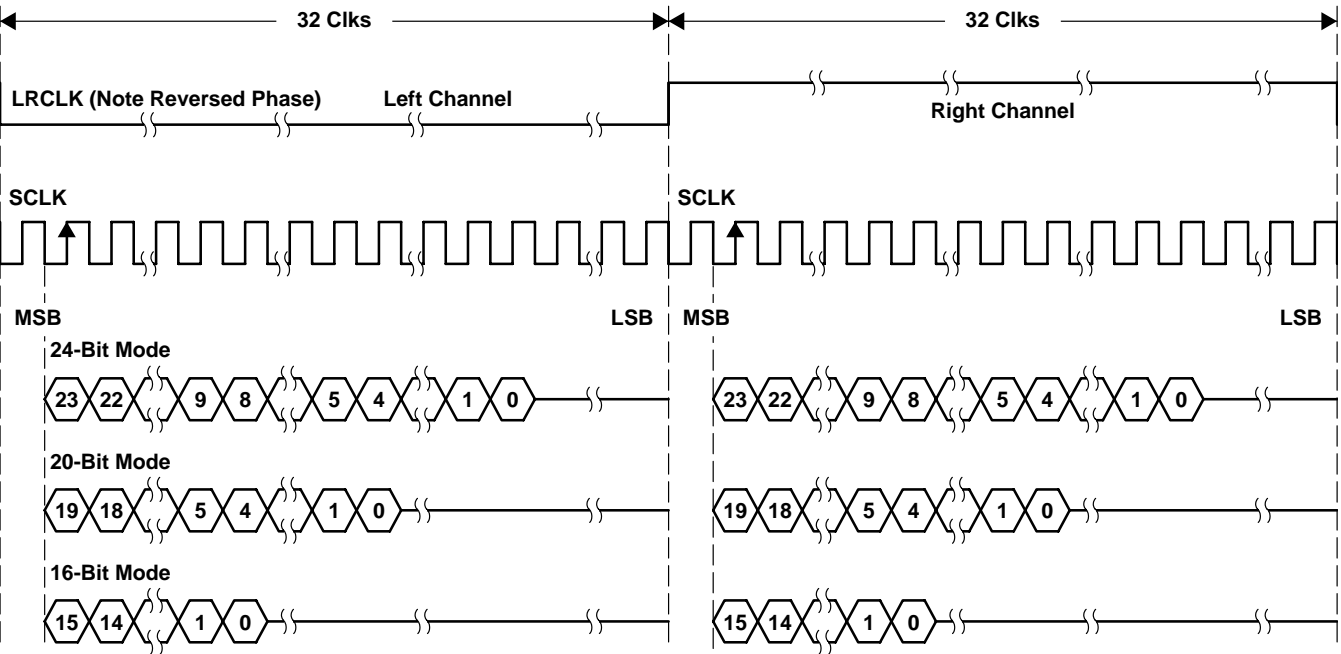 32 Clks 32 Clks
LRCLK (Note Reversed Phase) Left Channel
Right Channel
SCLK SCLK
MSB LSB MSB LSB
24-Bit Mode
23 22 9 8 5 4 1 0 23 22 9 8 5 4 1 0
20-Bit Mode
19 18 5 4 1 0 19 18 5 4 1 0
16-Bit Mode
15 14 1 0 15 14 1 0